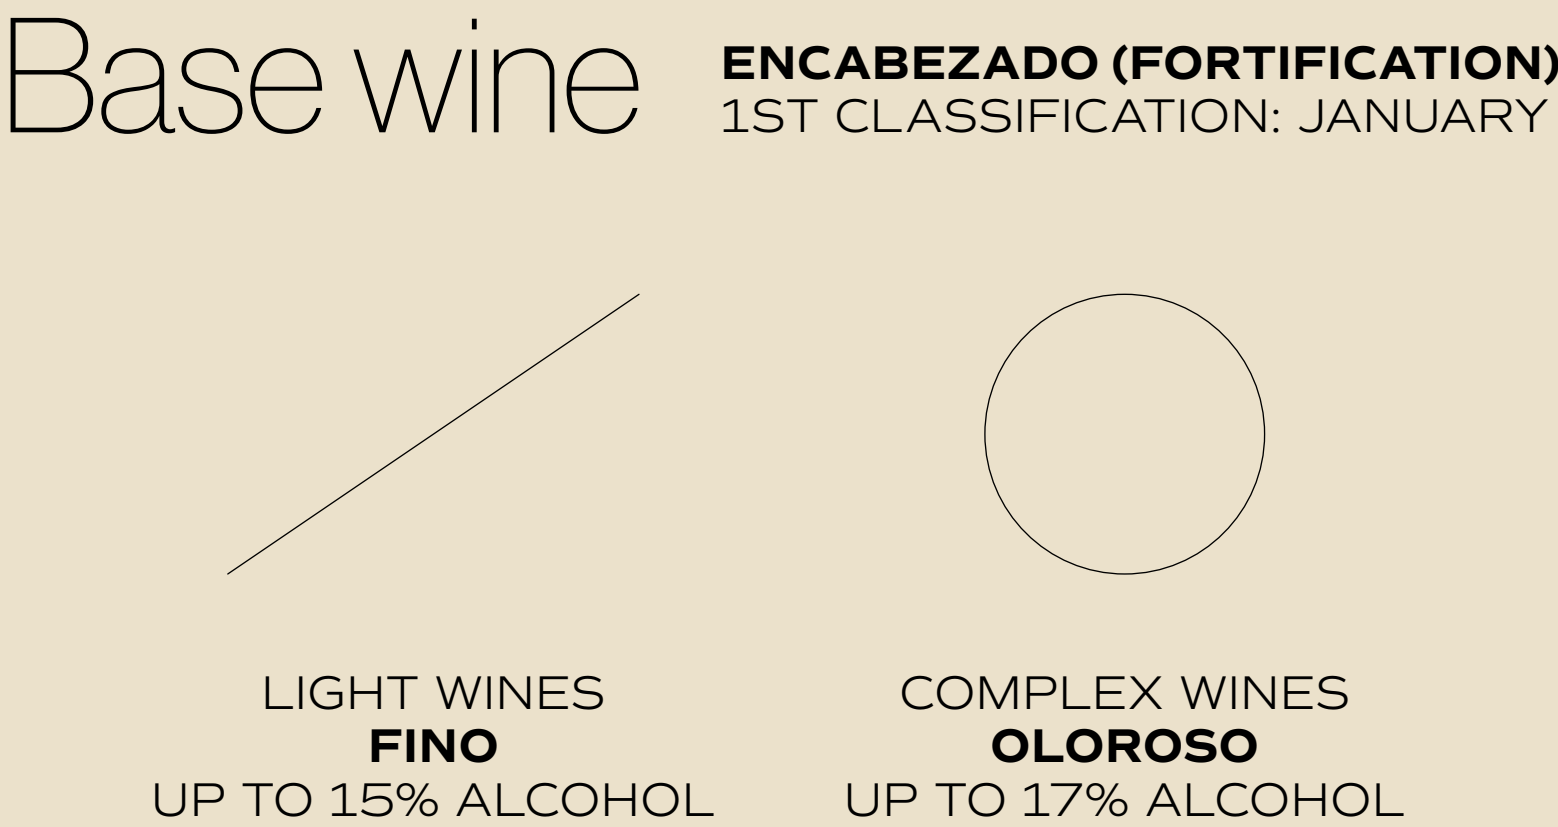 Base wine
ENCABEZADO (FORTIFICATION)
1ST CLASSIFICATION: JANUARY
LIGHT WINES
FINO
UP TO 15% ALCOHOL
COMPLEX WINES
OLOROSO
UP TO 17% ALCOHOL